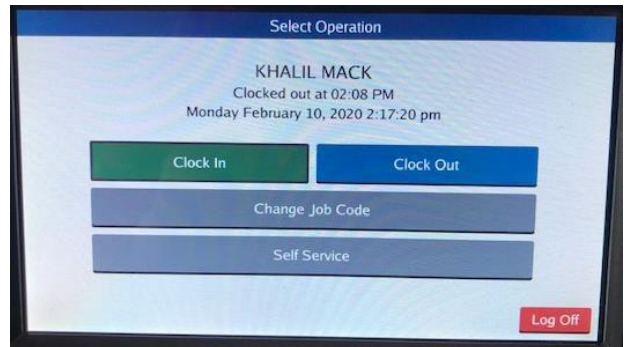 Select Operation
KHALIL MACK
Clocked out at 02:08 PM
Monday February 10, 2020 2:17:20 pm
Clock In Clock Out
Change Job Code
Self Service
Log Off